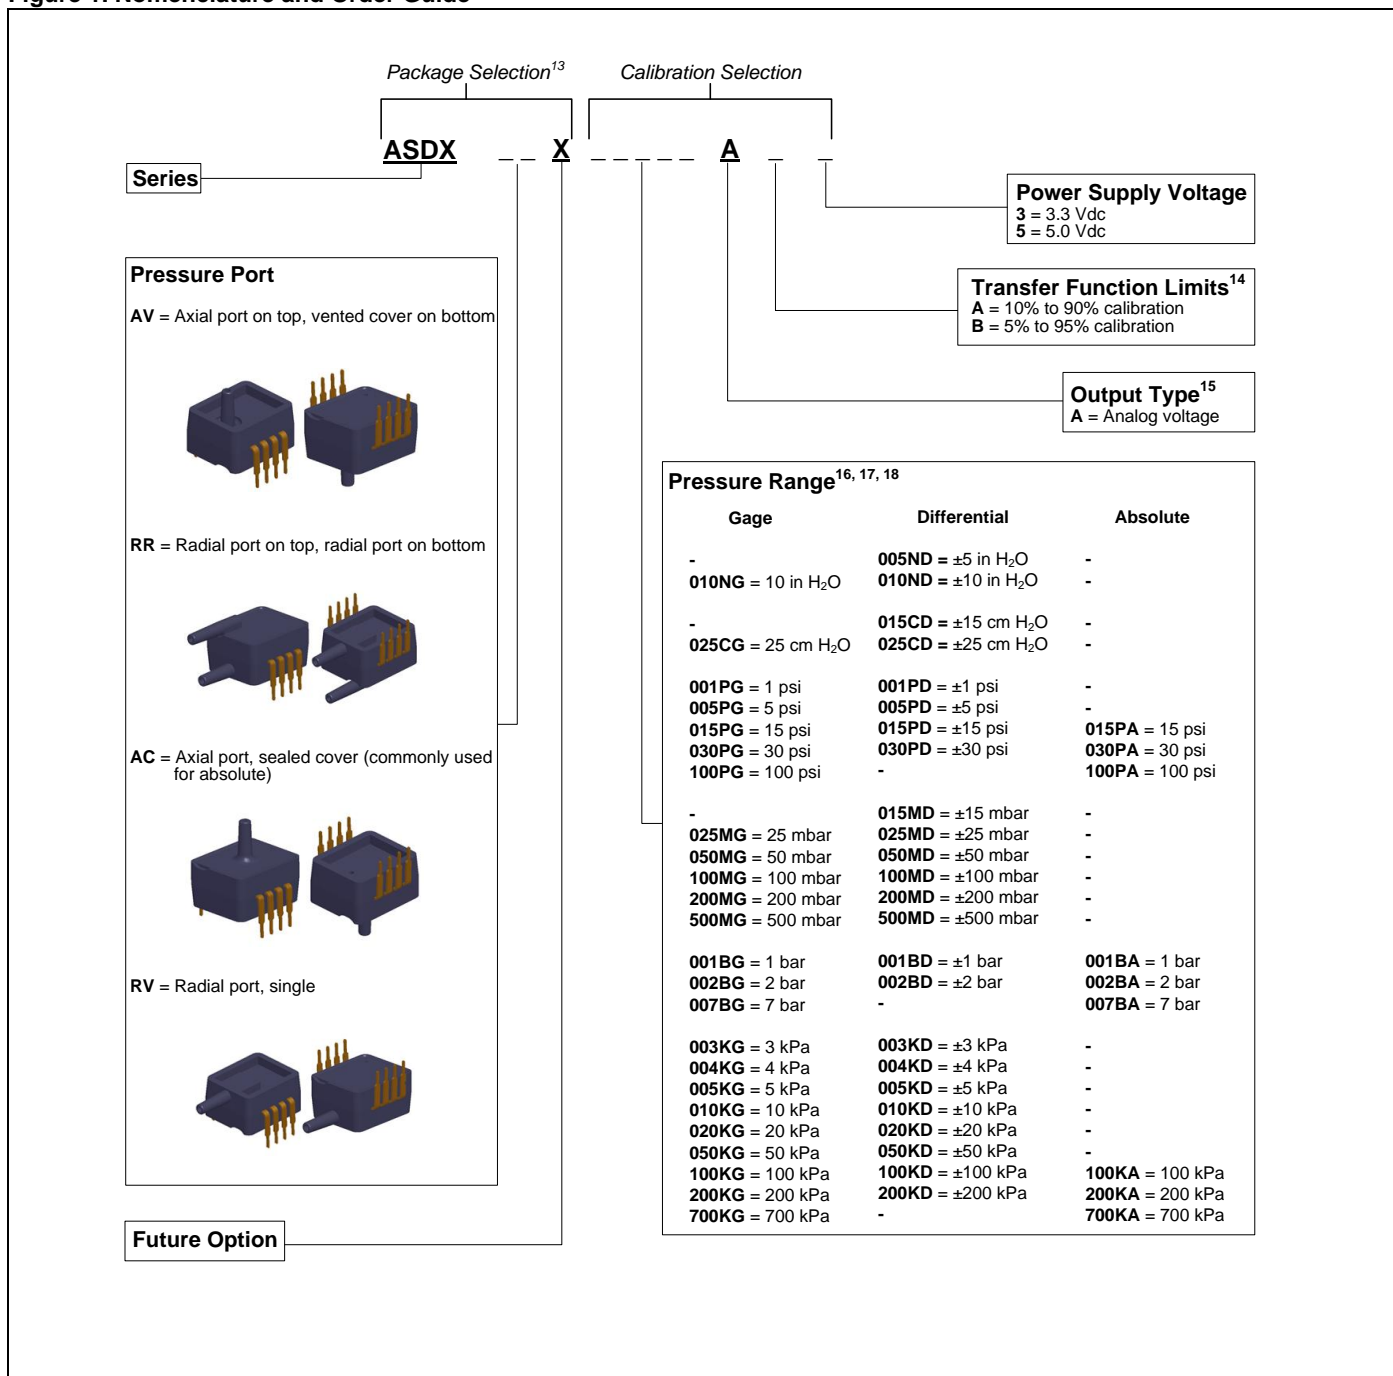 Figure 1. Nomenclature and Order Guide
Package Selection13 Calibration Selection
ASDX _ _ X _ _ _ _ _ A _ _
Series
Power Supply Voltage
3 = 3.3 Vdc
5 = 5.0 Vdc
Transfer Function Limits14
A = 10% to 90% calibration
B = 5% to 95% calibration
Output Type15
A = Analog voltage
Pressure Port
AV = Axial port on top, vented cover on bottom
RR = Radial port on top, radial port on bottom
AC = Axial port, sealed cover (commonly used
for absolute)
RV = Radial port, single
Future Option
Pressure Range16, 17, 18
Gage Differential Absolute
- 005ND = ±5 in H2O -
010NG = 10 in H2O 010ND = ±10 in H2O -
- 015CD = ±15 cm H2O -
025CG = 25 cm H2O 025CD = ±25 cm H2O -
001PG = 1 psi 001PD = ±1 psi -
005PG = 5 psi 005PD = ±5 psi -
015PG = 15 psi 015PD = ±15 psi 015PA = 15 psi
030PG = 30 psi 030PD = ±30 psi 030PA = 30 psi
100PG = 100 psi - 100PA = 100 psi
- 015MD = ±15 mbar -
025MG = 25 mbar 025MD = ±25 mbar -
050MG = 50 mbar 050MD = ±50 mbar -
100MG = 100 mbar 100MD = ±100 mbar -
200MG = 200 mbar 200MD = ±200 mbar -
500MG = 500 mbar 500MD = ±500 mbar -
001BG = 1 bar 001BD = ±1 bar 001BA = 1 bar
002BG = 2 bar 002BD = ±2 bar 002BA = 2 bar
007BG = 7 bar - 007BA = 7 bar
003KG = 3 kPa 003KD = ±3 kPa -
004KG = 4 kPa 004KD = ±4 kPa -
005KG = 5 kPa 005KD = ±5 kPa -
010KG = 10 kPa 010KD = ±10 kPa -
020KG = 20 kPa 020KD = ±20 kPa -
050KG = 50 kPa 050KD = ±50 kPa -
100KG = 100 kPa 100KD = ±100 kPa 100KA = 100 kPa
200KG = 200 kPa 200KD = ±200 kPa 200KA = 200 kPa
700KG = 700 kPa - 700KA = 700 kPa